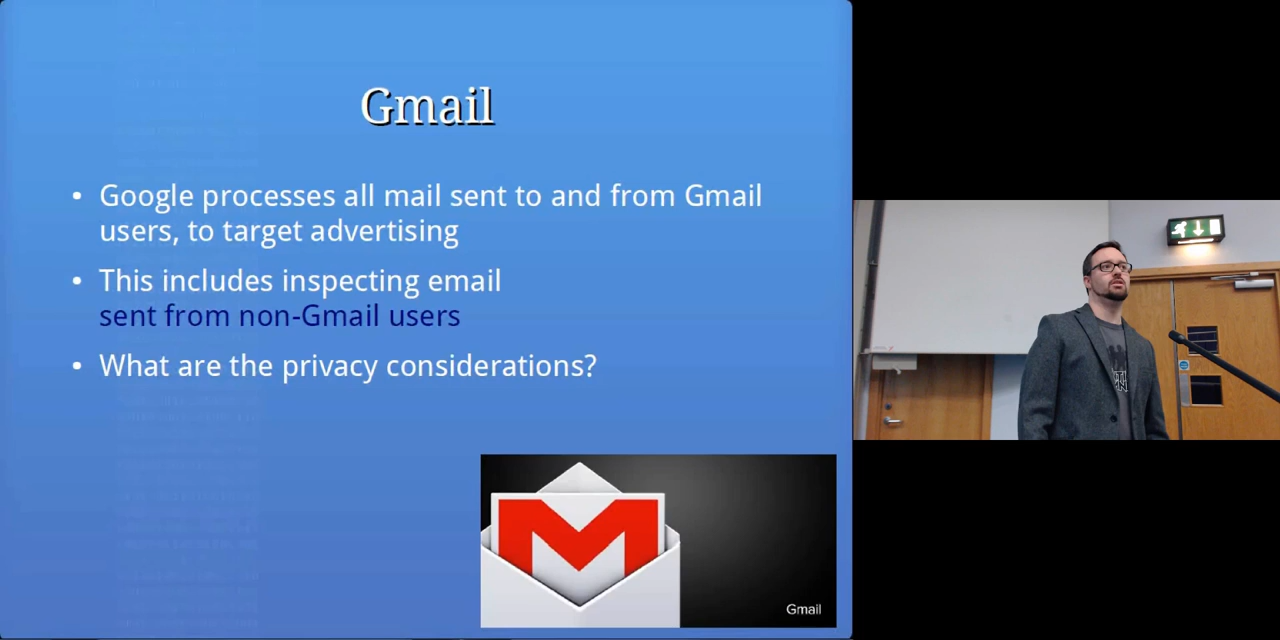 Gmail
• Google processes all mail sent to and from Gmail
users, to target advertising
• This includes inspecting email
sent from non-Gmail users
• What are the privacy considerations?
Gmail